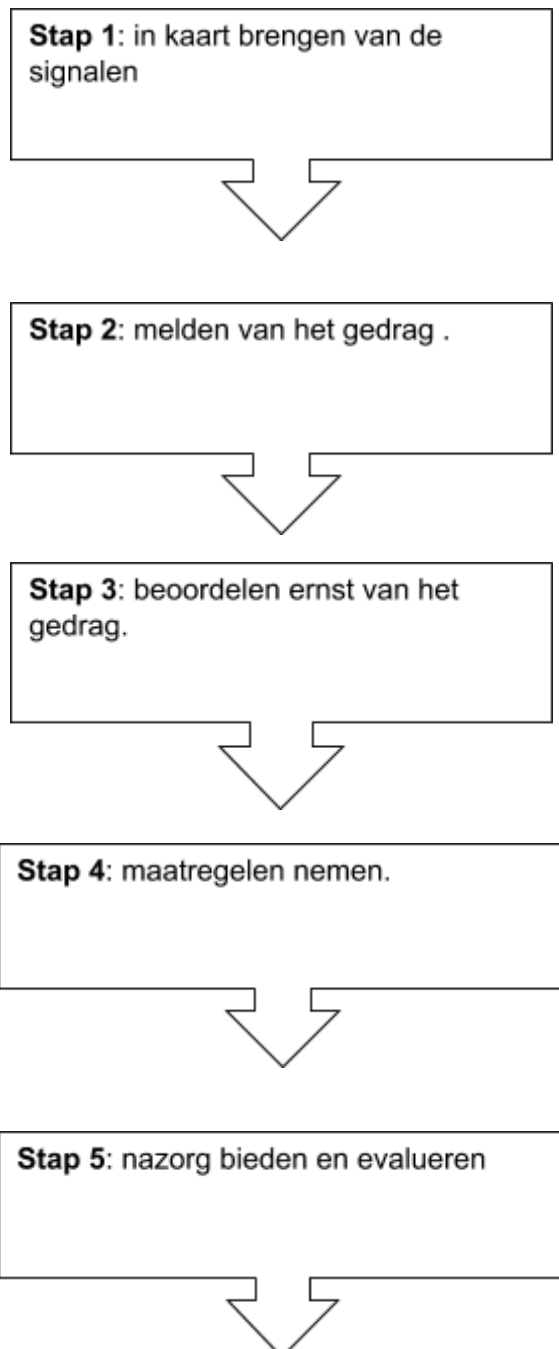 Stap 1: in kaart brengen van de
signalen
Stap 2: melden van het gedrag .
Stap 3: beoordelen ernst van het
gedrag.
Stap 4: maatregelen nemen.
Stap 5: nazorg bieden en evalueren